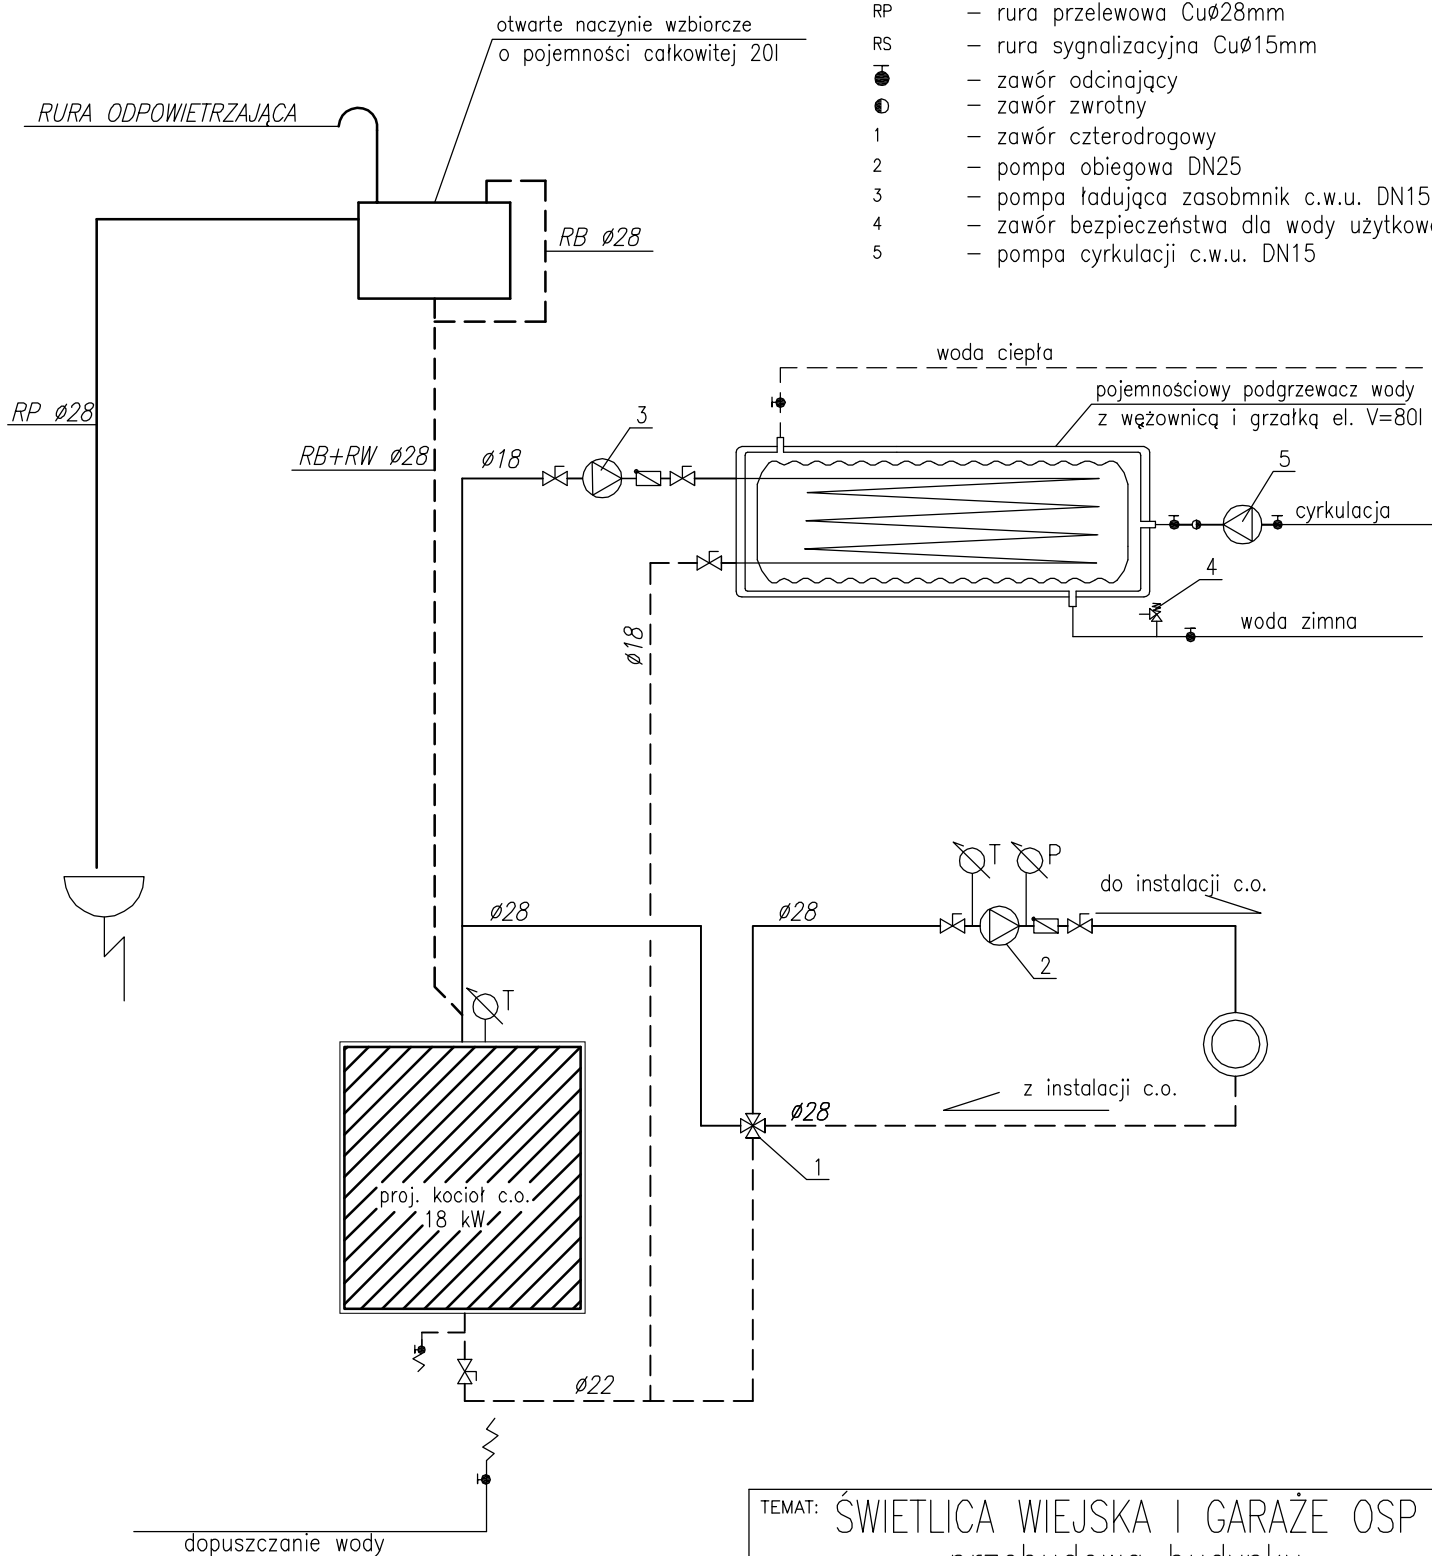 otwarte naczynie wzbiorcze
o pojemności całkowitej 20l
RP – rura przelewowa CuØ28mm
RS – rura sygnalizacyjna CuØ15mm
– zawór odcinający
– zawór zwrotny
1 – zawór czterodrogowy
2 – pompa obiegowa DN25
3 – pompa ładująca zasobmnik c.w.u. DN15
4 – zawór bezpieczeństwa dla wody
5 – pompa cyrkulacji c.w.u. DN15
RURA ODPOWIETRZAJĄCA
RB Ø28
woda ciepła
pojemnościowy podgrzewacz wody
z wężownicą i grzałką el. V=80l
RP Ø28
RB+RW Ø28
Ø18
3
5
cyrkulacja
4
woda zimna
Ø18
T
P
do instalacji c.o.
Ø28
Ø28
2
T
z instalacji c.o.
Ø28
1
proj. kocioł c.o.
18 kW
Ø22
dopuszczanie wody
TEMAT: ŚWIETLICA WIEJSKA I GARAŻE OSP